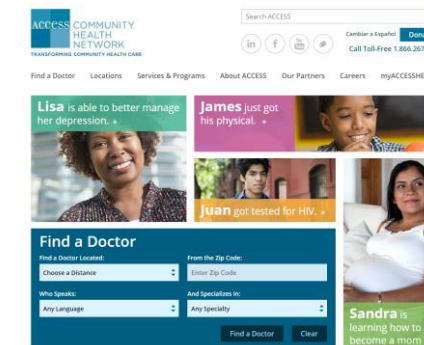 ACCESS COMMUNITY
HEALTH
NETWORK
TRANSFORMING COMMUNITY HEALTH CARE
Search ACCESS
Cambiar a Español Dona
Call Toll-Free 1.866.267
Find a Doctor Locations Services & Programs About ACCESS Our Partners Careers myACCESSHE
Lisa is able to better manage
her depression. »
James just got
his physical. »
Juan got tested for HIV. »
Find a Doctor
Find a Doctor Located:
From the Zip Code:
Choose a Distance
Enter Zip Code
Who Speaks:
And Specializes in:
Any Language
Any Specialty
Find a Doctor
Clear
Sandra is
learning how to
become a mom